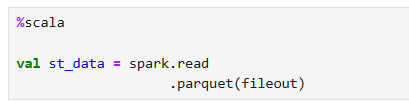 %scala
val st_data = spark.read
.parquet(fileout)